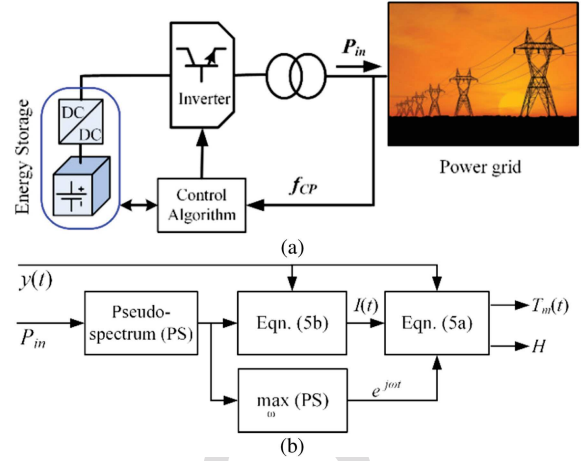 (a)
Energy Storage
DC
DC
Inverter
P_in
Power grid
Control
Algorithm
f_CP
(b)
y(t)
P_in
Pseudo-
spectrum (PS)
Eqn. (5b)
I(t)
Eqn. (5a)
T_m(t)
H
max (PS)
ω
e^jωt